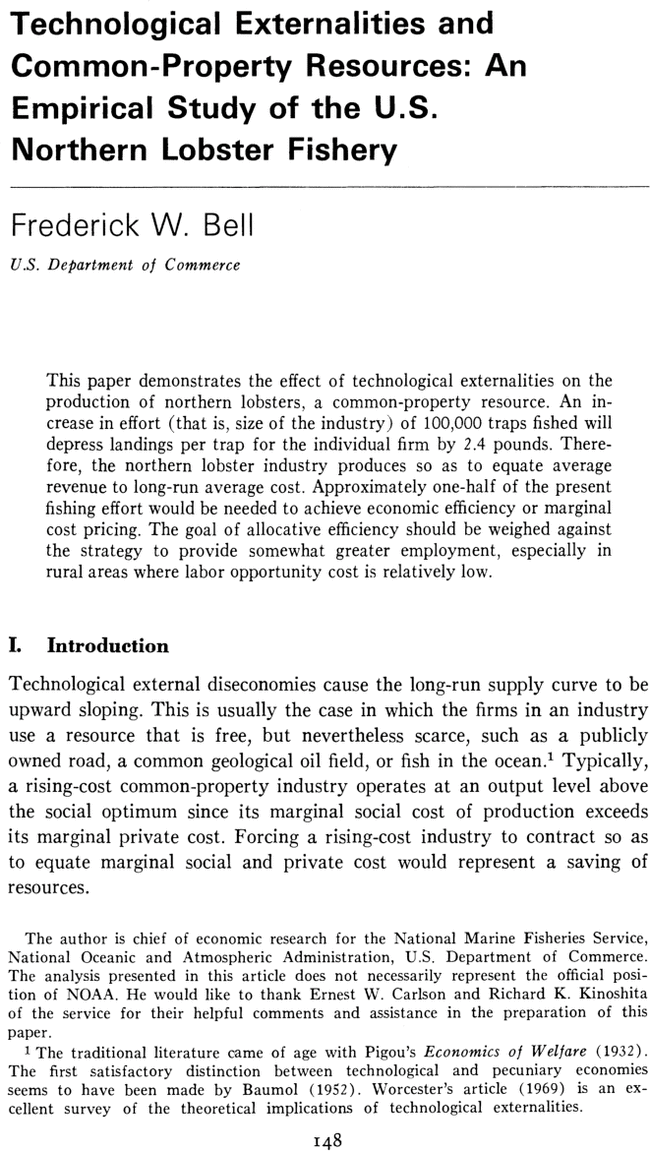 Technological Externalities and
Common-Property Resources: An
Empirical Study of the U.S.
Northern Lobster Fishery
Frederick W. Bell
U.S. Department of Commerce
This paper demonstrates the effect of technological externalities on the
production of northern lobsters, a common-property resource. An in-
crease in effort (that is, size of the industry) of 100,000 traps fished will
depress landings per trap for the individual firm by 2.4 pounds. There-
fore, the northern lobster industry produces so as to equate average
revenue to long-run average cost. Approximately one-half of the present
fishing effort would be needed to achieve economic efficiency or marginal
cost pricing. The goal of allocative efficiency should be weighed against
the strategy to provide somewhat greater employment, especially in
rural areas where labor opportunity cost is relatively low.
I. Introduction
Technological external diseconomies cause the long-run supply curve to be
upward sloping. This is usually the case in which the firms in an industry
use a resource that is free, but nevertheless scarce, such as a publicly
owned road, a common geological oil field, or fish in the ocean.¹ Typically,
a rising-cost common-property industry operates at an output level above
the social optimum since its marginal social cost of production exceeds
its marginal private cost. Forcing a rising-cost industry to contract so as
to equate marginal social and private cost would represent a saving of
resources.
The author is chief of economic research for the National Marine Fisheries Service,
National Oceanic and Atmospheric Administration, U.S. Department of Commerce.
The analysis presented in this article does not necessarily represent the official posi-
tion of NOAA. He would like to thank Ernest W. Carlson and Richard K. Kinoshita
of the service for their helpful comments and assistance in the preparation of this
paper.
¹ The traditional literature came of age with Pigou's Economics of Welfare (1932).
The first satisfactory distinction between technological and pecuniary economies
seems to have been made by Baumol (1952). Worcester's article (1969) is an ex-
cellent survey of the theoretical implications of technological externalities.
148